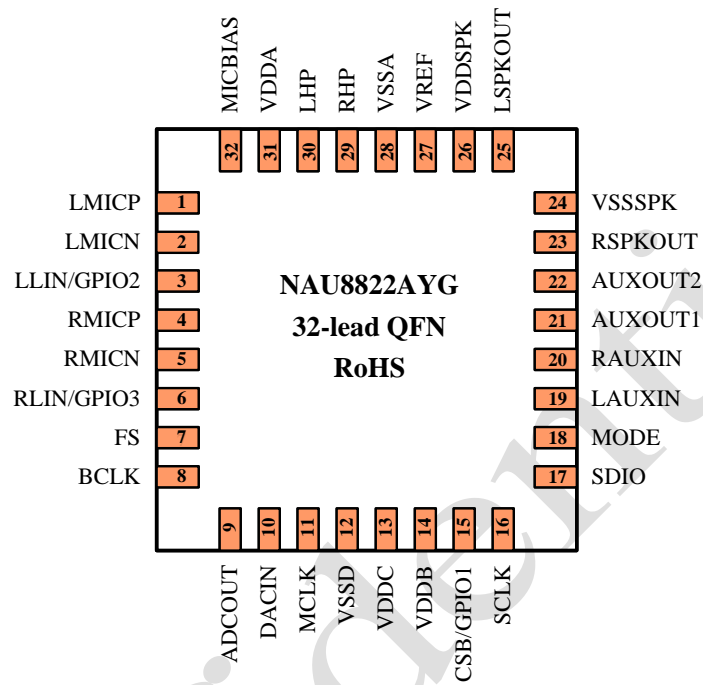 MICBIAS
VDDA
LHP
RHP
VSSA
VREF
VDDSPK
LSPKOUT
32
31
30
29
28
27
26
25
LMICP 1
LMICN 2
LLIN/GPIO2 3
RMICP 4
RMICN 5
RLIN/GPIO3 6
FS 7
BCLK 8
NAU8822AYG
32-lead QFN
RoHS
24 VSSSPK
23 RSPKOUT
22 AUXOUT2
21 AUXOUT1
20 RAUXIN
19 LAUXIN
18 MODE
17 SDIO
9
10
11
12
13
14
15
16
ADCOUT
DACIN
MCLK
VSSD
VDDC
VDDB
CSB/GPIO1
SCLK
identi